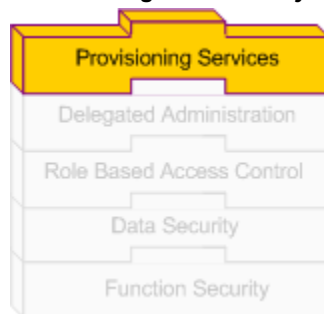 Provisioning Services
Delegated Administration
Role Based Access Control
Data Security
Function Security